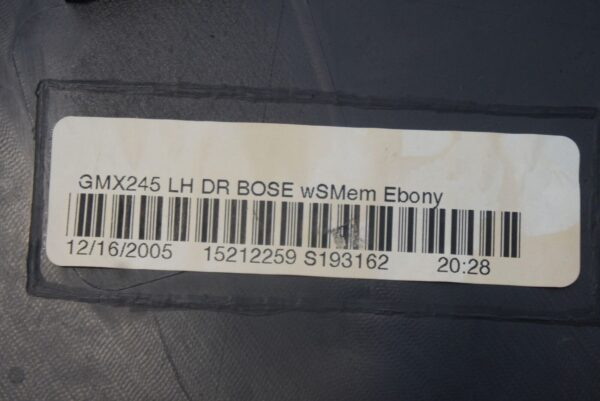 GMX245 LH DR BOSE wSMem Ebony
12/16/2005 15212259 S193162 20:28